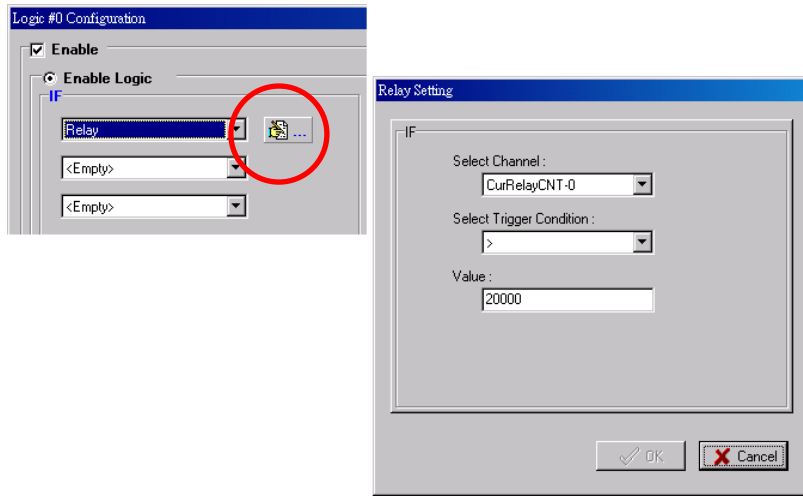 Logic #0 Configuration
Enable
Enable Logic
IF
Relay
...
<Empty>
<Empty>
Relay Setting
IF
Select Channel :
CurRelayCNT-0
Select Trigger Condition :
>
Value :
20000
OK
Cancel